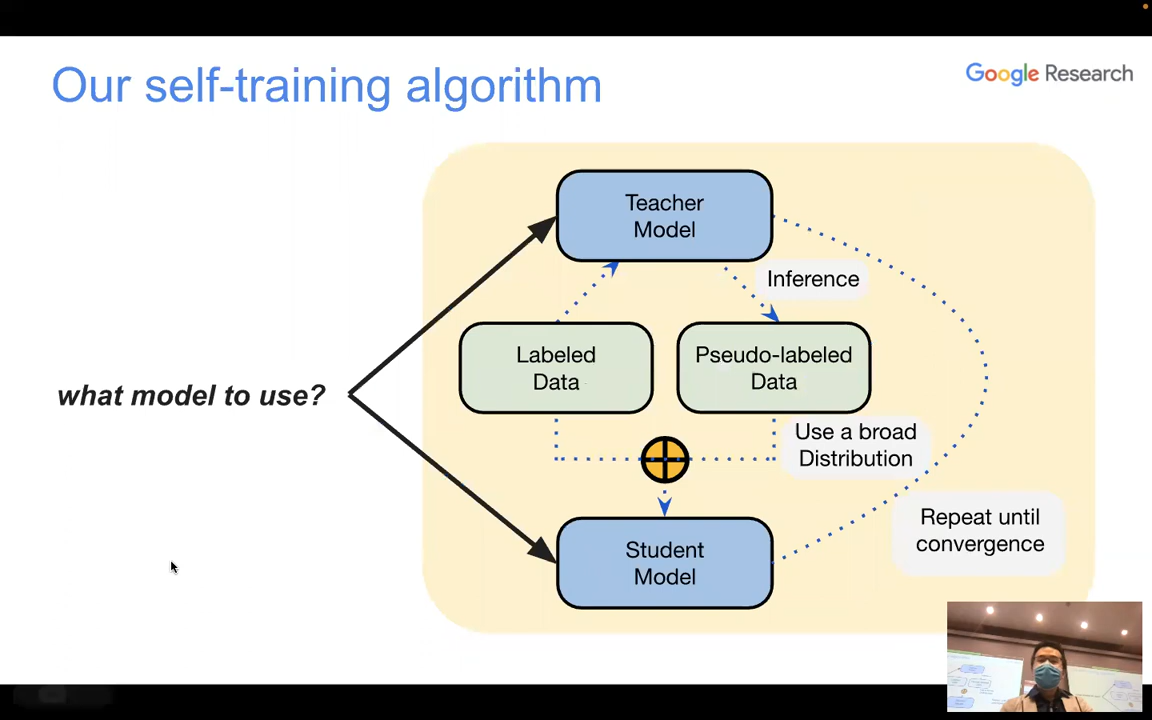 Our self-training algorithm
Google Research
Teacher
Model
Inference
Labeled
Data
Pseudo-labeled
Data
what model to use?
Use a broad
Distribution
Repeat until
convergence
Student
Model